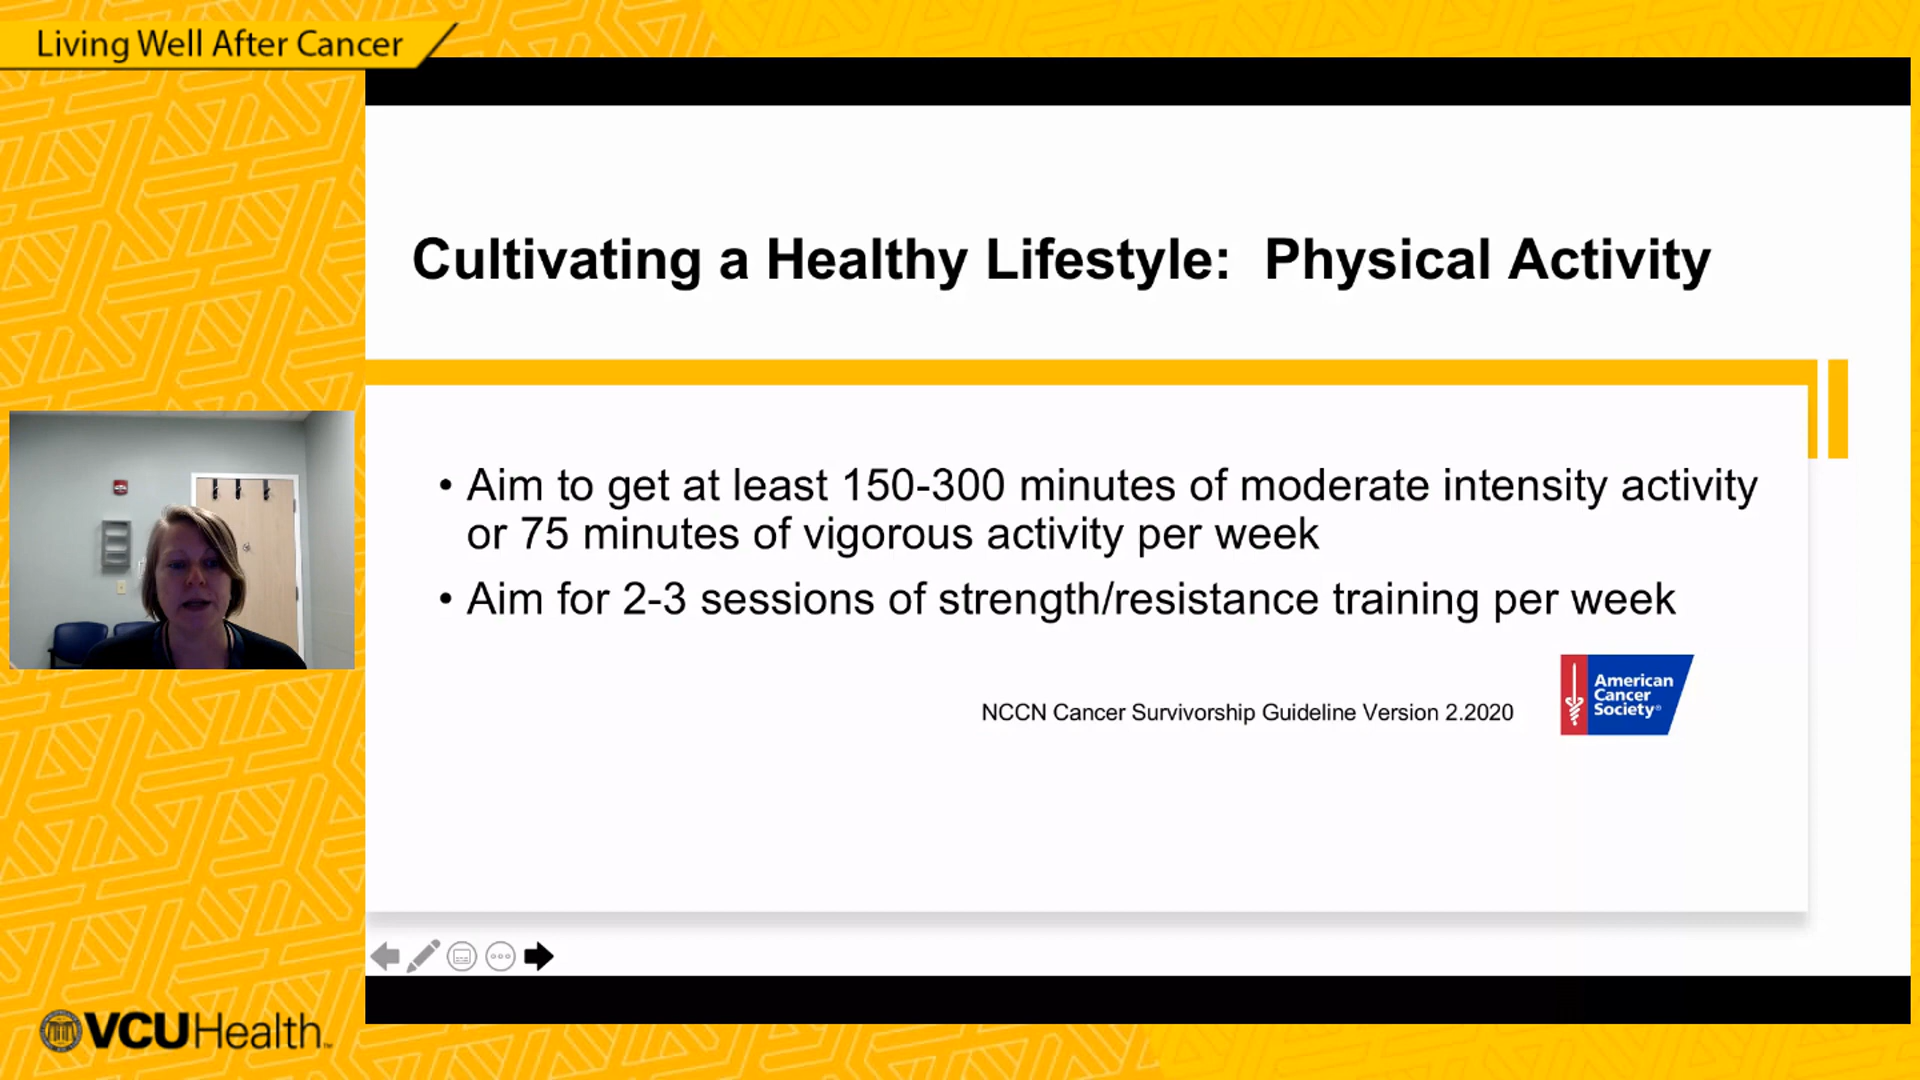 Living Well After Cancer
Cultivating a Healthy Lifestyle:  Physical Activity
• Aim to get at least 150-300 minutes of moderate intensity activity
or 75 minutes of vigorous activity per week
• Aim for 2-3 sessions of strength/resistance training per week
NCCN Cancer Survivorship Guideline Version 2.2020
American
Cancer
Society®
VCUHealth™